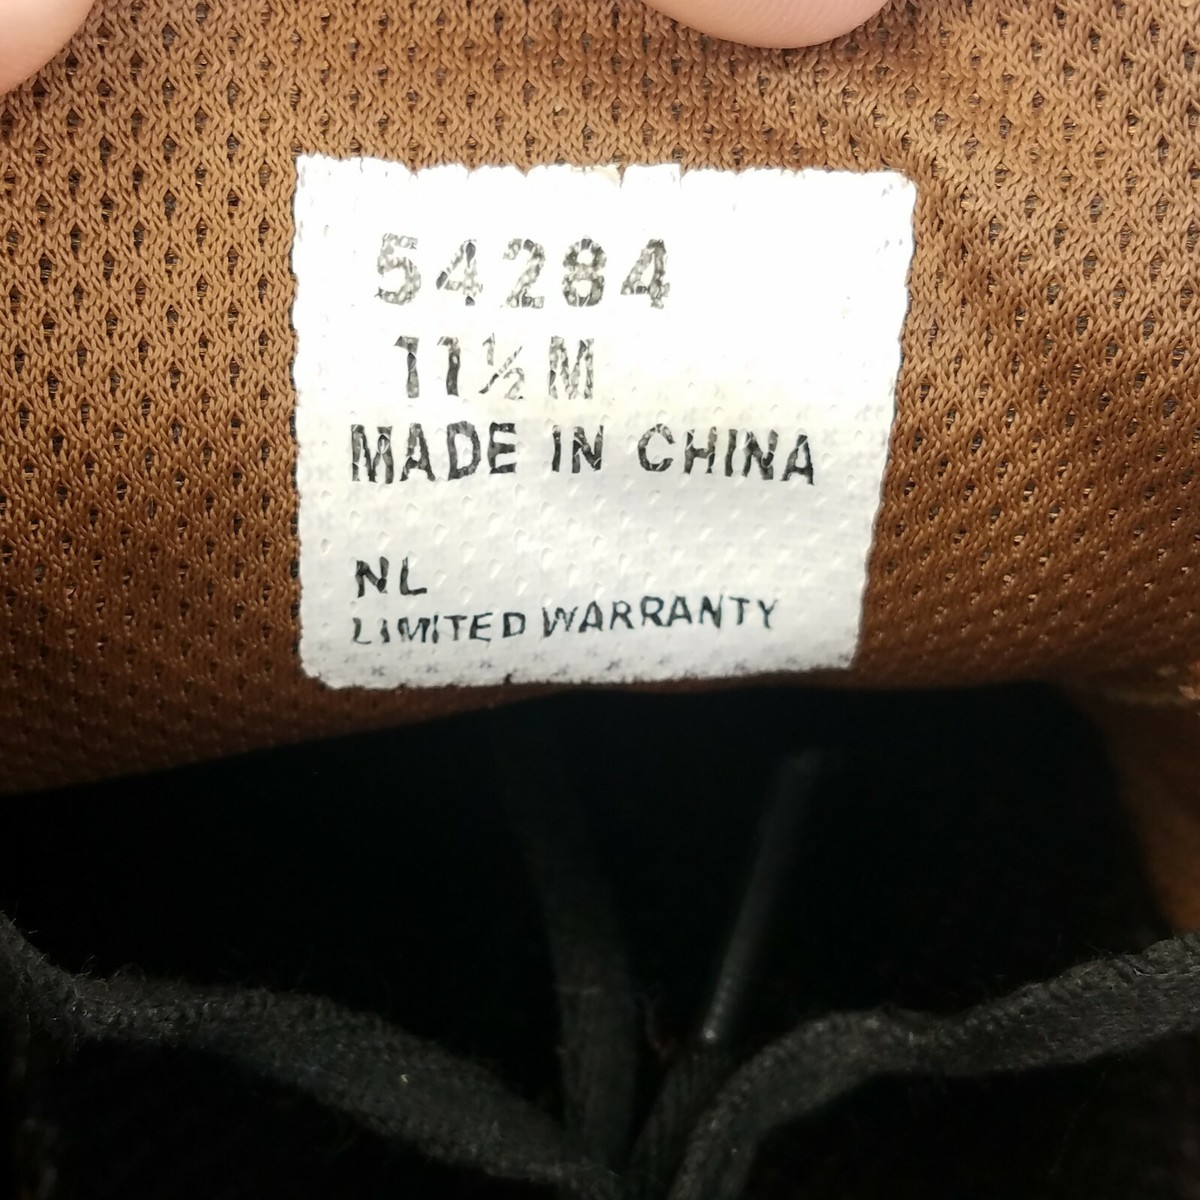 54284
11½ M
MADE IN CHINA
NL
LIMITED WARRANTY